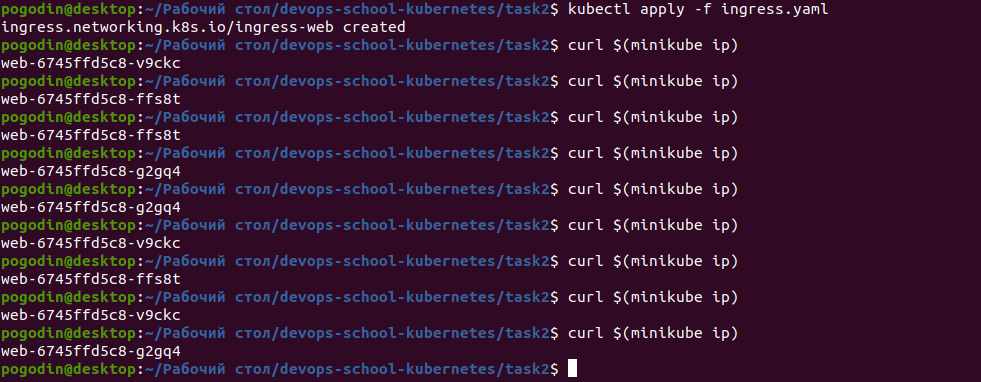 pogodin@desktop:~/Рабочий стол/devops-school-kubernetes/task2$ kubectl apply -f ingress.yaml
ingress.networking.k8s.io/ingress-web created
pogodin@desktop:~/Рабочий стол/devops-school-kubernetes/task2$ curl $(minikube ip)
web-6745ffd5c8-v9ckc
pogodin@desktop:~/Рабочий стол/devops-school-kubernetes/task2$ curl $(minikube ip)
web-6745ffd5c8-ffs8t
pogodin@desktop:~/Рабочий стол/devops-school-kubernetes/task2$ curl $(minikube ip)
web-6745ffd5c8-ffs8t
pogodin@desktop:~/Рабочий стол/devops-school-kubernetes/task2$ curl $(minikube ip)
web-6745ffd5c8-g2gq4
pogodin@desktop:~/Рабочий стол/devops-school-kubernetes/task2$ curl $(minikube ip)
web-6745ffd5c8-g2gq4
pogodin@desktop:~/Рабочий стол/devops-school-kubernetes/task2$ curl $(minikube ip)
web-6745ffd5c8-v9ckc
pogodin@desktop:~/Рабочий стол/devops-school-kubernetes/task2$ curl $(minikube ip)
web-6745ffd5c8-ffs8t
pogodin@desktop:~/Рабочий стол/devops-school-kubernetes/task2$ curl $(minikube ip)
web-6745ffd5c8-v9ckc
pogodin@desktop:~/Рабочий стол/devops-school-kubernetes/task2$ curl $(minikube ip)
web-6745ffd5c8-g2gq4
pogodin@desktop:~/Рабочий стол/devops-school-kubernetes/task2$